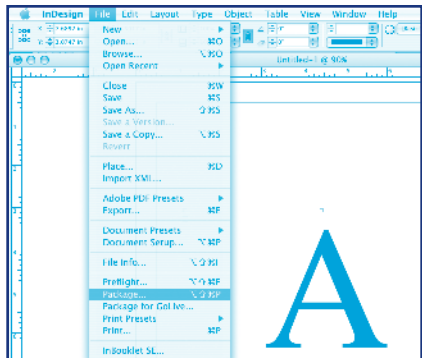 InDesign File Edit Layout Type Object Table View Window Help
New
Open... ⌘O
Browse... ⌥⌘O
Open Recent
Untitled-1 @ 90%
Close ⌘W
Save ⌘S
Save As... ⇧⌘S
Save a Version...
Save a Copy... ⌥⌘S
Revert
Place... ⌘D
Import XML...
Adobe PDF Presets
Export... ⌘E
Document Presets
Document Setup... ⌥⌘P
File Info... ⌥⇧⌘I
Preflight... ⌥⇧⌘F
Package... ⌥⇧⌘P
Package for GoLive...
Print Presets
Print... ⌘P
InBooklet SE...
A